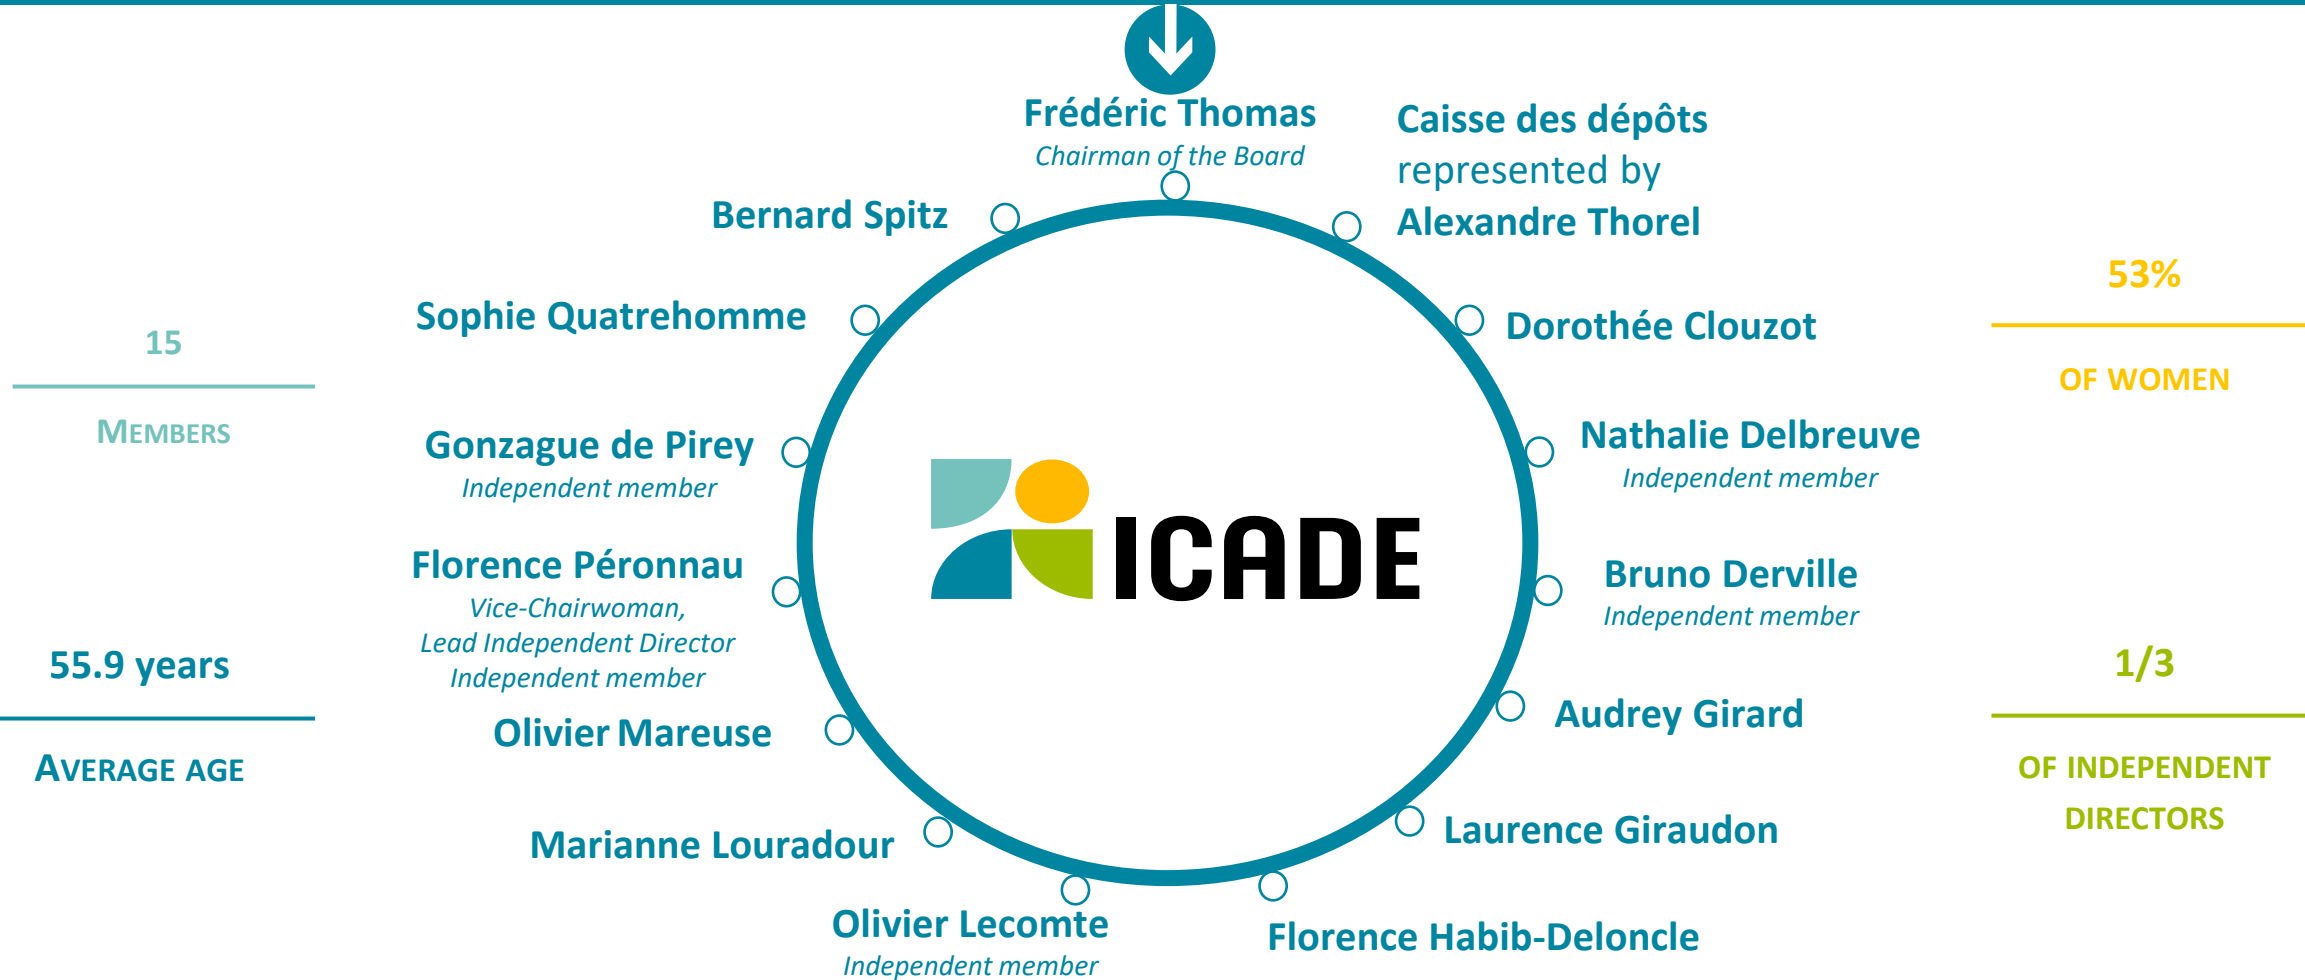 Frédéric Thomas
Chairman of the Board
Caisse des dépôts
represented by
Alexandre Thorel
Dorothée Clouzot
Nathalie Delbreuve
Independent member
Bruno Derville
Independent member
Audrey Girard
Laurence Giraudon
Florence Habib-Deloncle
Olivier Lecomte
Independent member
Marianne Louradour
Olivier Mareuse
Florence Péronnau
Vice-Chairwoman,
Lead Independent Director
Independent member
Gonzague de Pirey
Independent member
Sophie Quatrehomme
Bernard Spitz
ICADE
15
MEMBERS
55.9 years
AVERAGE AGE
53%
OF WOMEN
1/3
OF INDEPENDENT
DIRECTORS